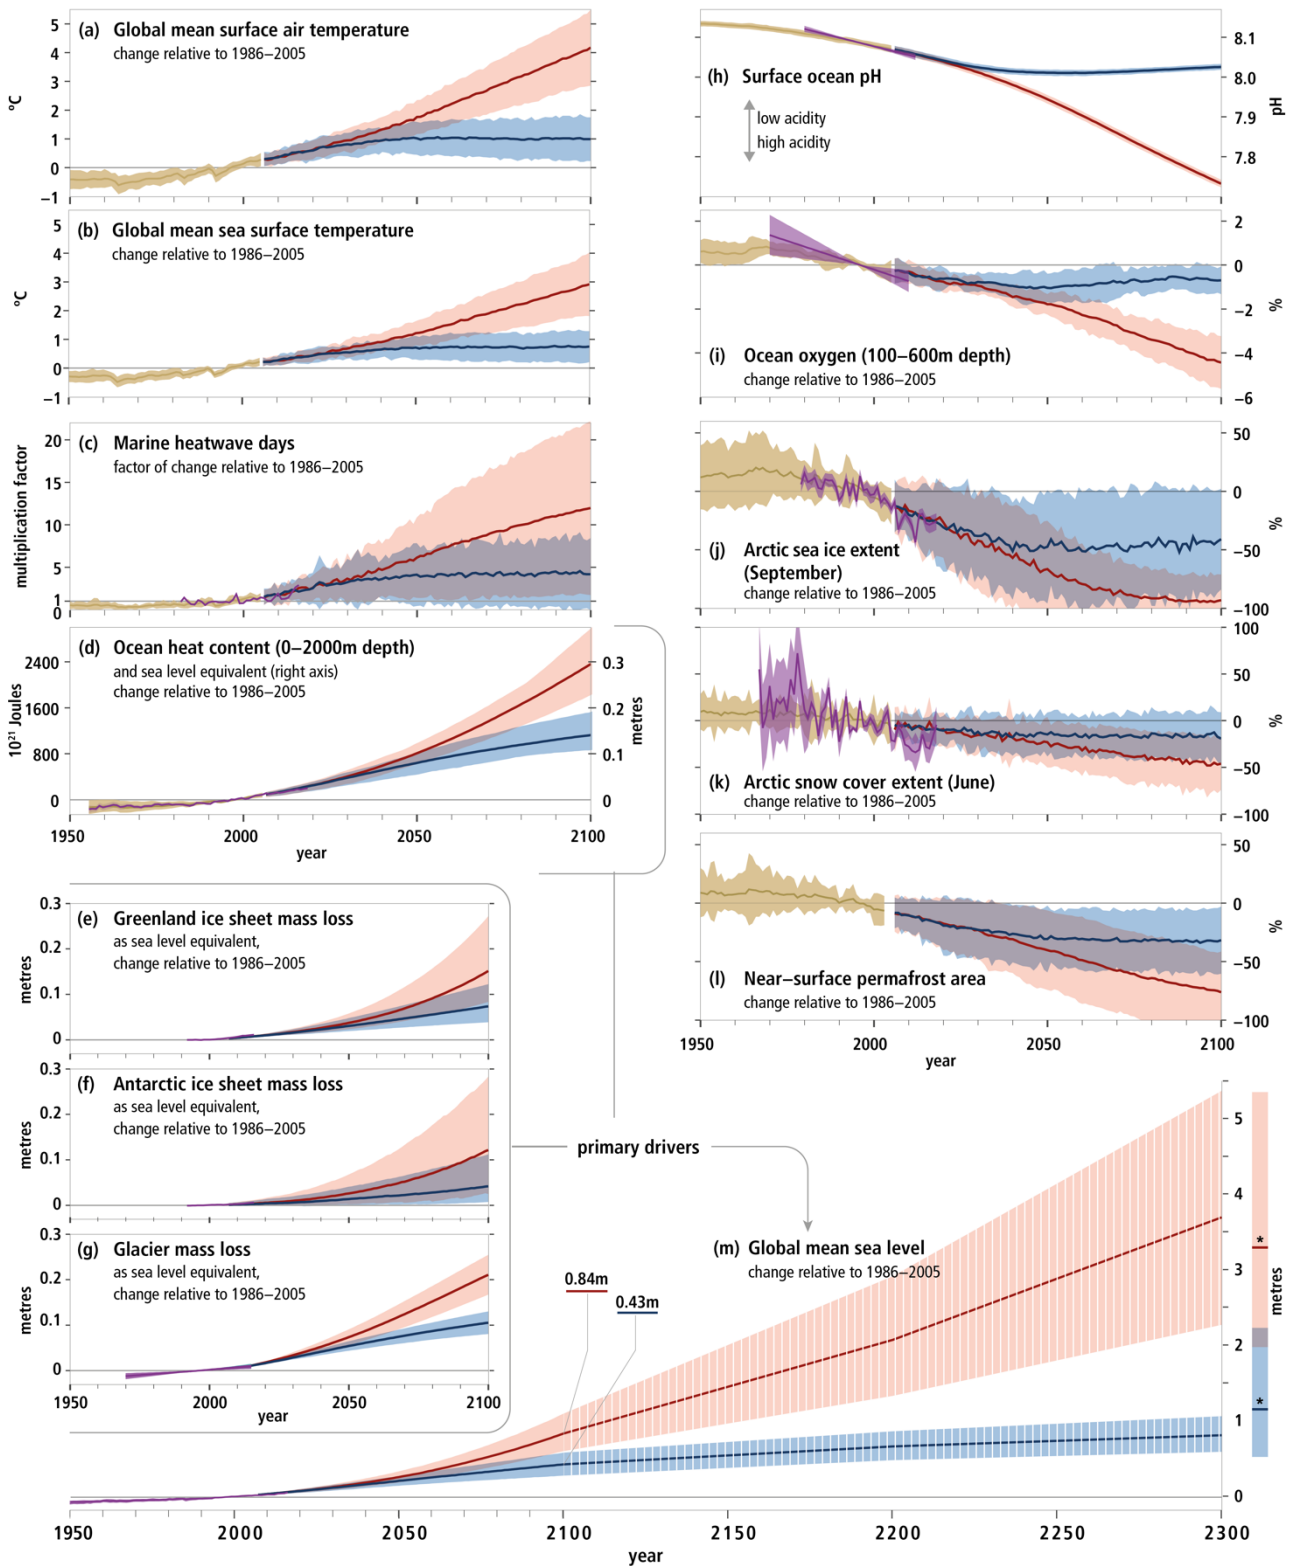 (a) Global mean surface air temperature
change relative to 1986–2005
°C
5
4
3
2
1
0
−1
(b) Global mean sea surface temperature
change relative to 1986–2005
°C
5
4
3
2
1
0
−1
(c) Marine heatwave days
factor of change relative to 1986–2005
multiplication factor
20
15
10
5
1
0
(d) Ocean heat content (0–2000m depth)
and sea level equivalent (right axis)
change relative to 1986–2005
10²¹ Joules
2400
1600
800
0
0.3
0.2
0.1
0
metres
1950 2000 2050 2100
year
(e) Greenland ice sheet mass loss
as sea level equivalent,
change relative to 1986–2005
metres
0.3
0.2
0.1
0
(f) Antarctic ice sheet mass loss
as sea level equivalent,
change relative to 1986–2005
metres
0.3
0.2
0.1
0
(g) Glacier mass loss
as sea level equivalent,
change relative to 1986–2005
metres
0.3
0.2
0.1
0
1950 2000 2050 2100
year
(h) Surface ocean pH
low acidity
high acidity
8.1
8.0
7.9
7.8
pH
(i) Ocean oxygen (100–600m depth)
change relative to 1986–2005
2
0
−2
−4
−6
%
(j) Arctic sea ice extent
(September)
change relative to 1986–2005
50
0
−50
−100
%
(k) Arctic snow cover extent (June)
change relative to 1986–2005
100
50
0
−50
−100
%
(l) Near–surface permafrost area
change relative to 1986–2005
50
0
−50
−100
%
1950 2000 2050 2100
year
primary drivers
(m) Global mean sea level
change relative to 1986–2005
0.84m
0.43m
5
4
3
2
1
0
metres
*
*
1950 2000 2050 2100 2150 2200 2250 2300
year